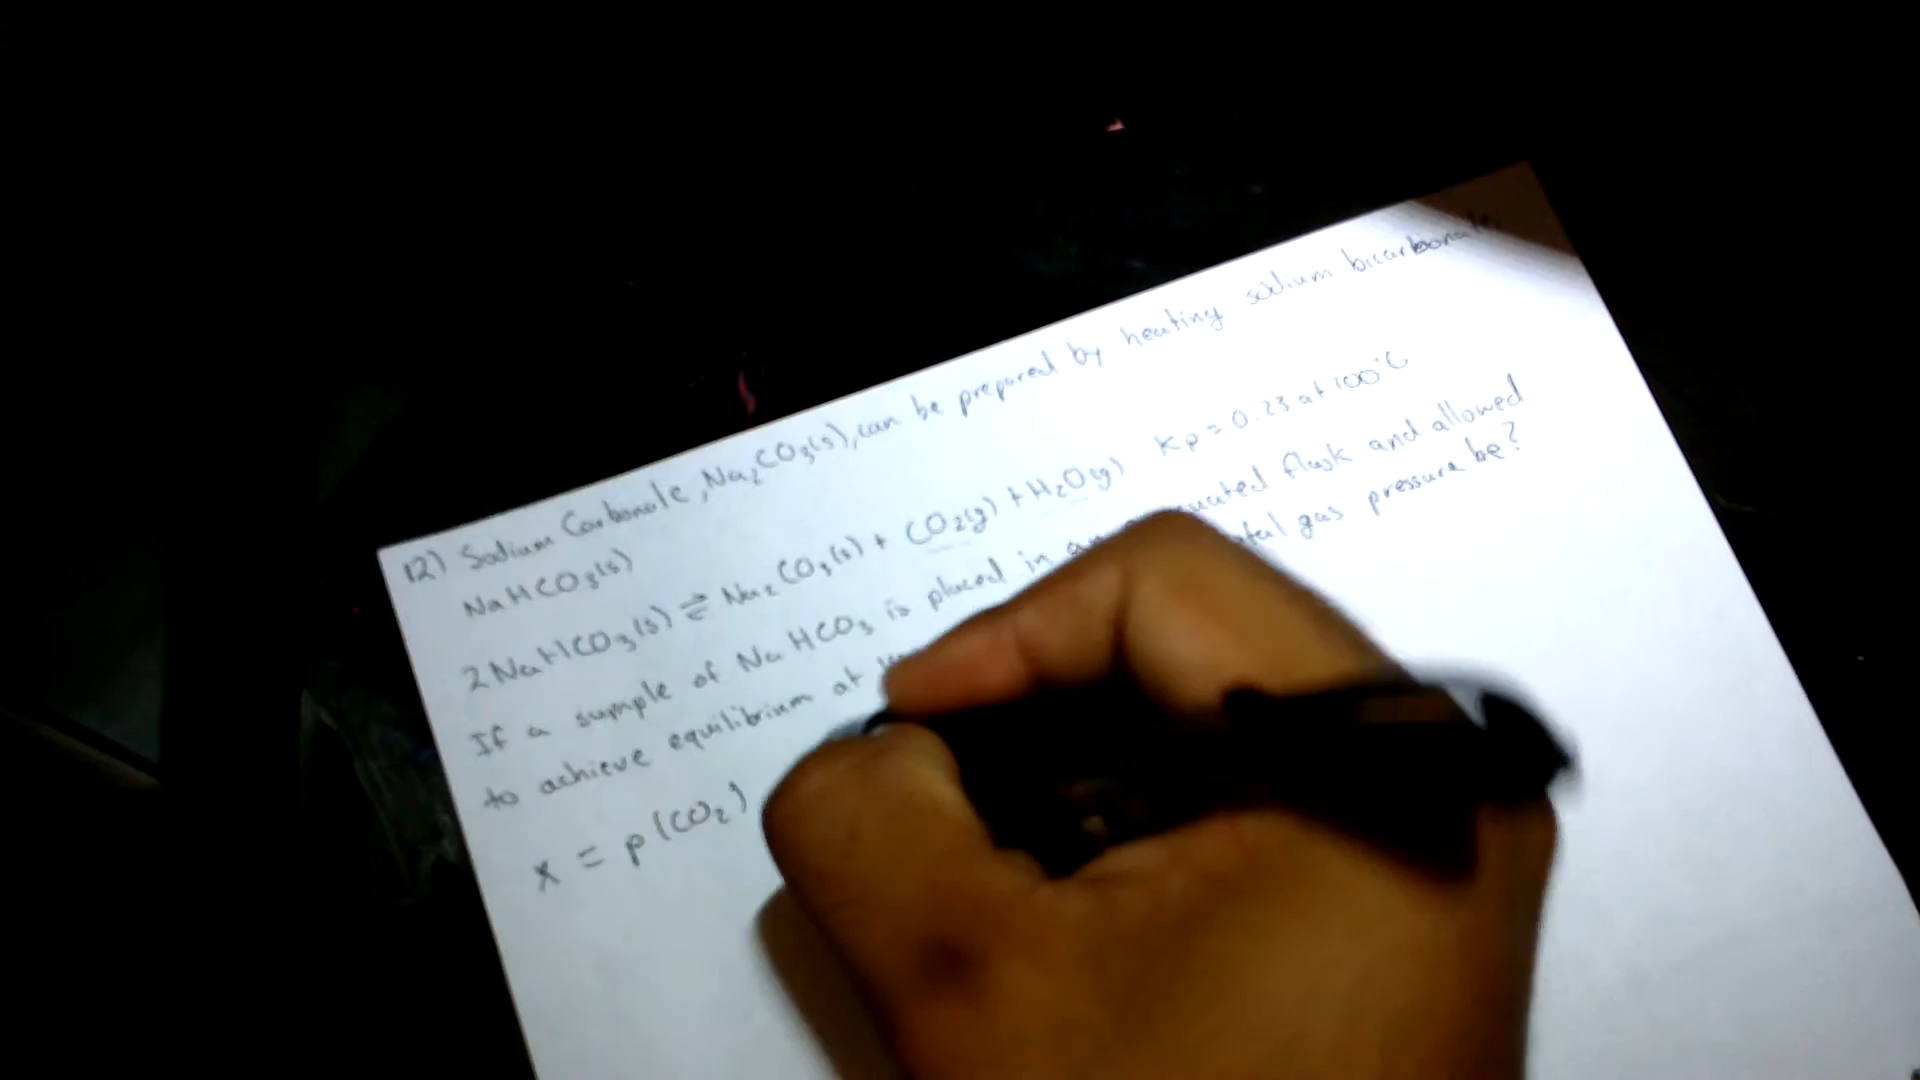 12) Sodium Carbonate, Na₂CO₃(s), can be prepared by heating sodium bicarbonate,
NaHCO₃(s)
2NaHCO₃(s) ⇌ Na₂CO₃(s) + CO₂(g) + H₂O(g) Kp = 0.23 at 100°C
If a sample of NaHCO₃ is placed in an flask and allowed
to achieve equilibrium at gas pressure be?
x = p(CO₂)